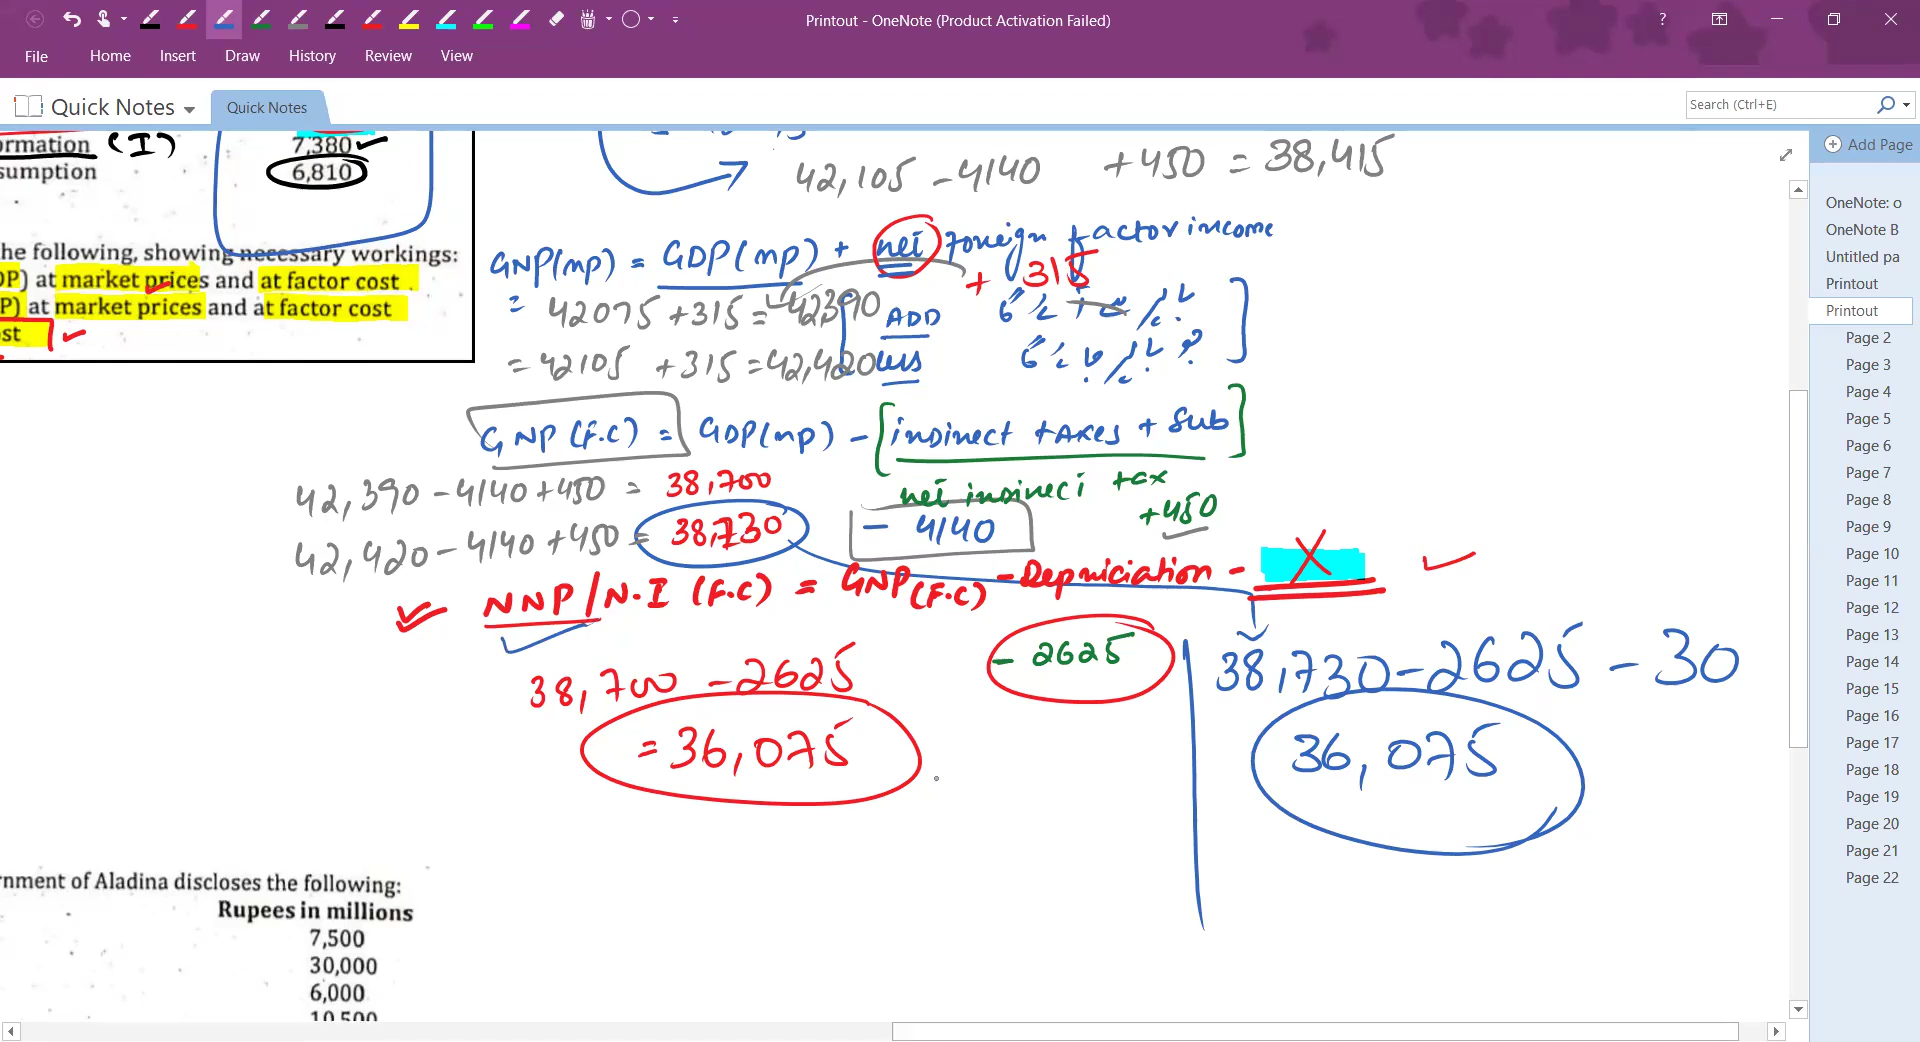 Printout - OneNote (Product Activation Failed)
File Home Insert Draw History Review View
Quick Notes
Quick Notes
Search (Ctrl+E)
Add Page
OneNote: o
OneNote B
Untitled pa
Printout
Printout
Page 2
Page 3
Page 4
Page 5
Page 6
Page 7
Page 8
Page 9
Page 10
Page 11
Page 12
Page 13
Page 14
Page 15
Page 16
Page 17
Page 18
Page 19
Page 20
Page 21
Page 22
ormation (I) 7,380
sumption 6,810
he following, showing necessary workings:
OP) at market prices and at factor cost
P) at market prices and at factor cost
st
42,105 - 4140 + 450 = 38,415
GNP(mp) = GDP(mp) + net foreign factor income
+ 315
= 42075 + 315 = 42,390
ADD
= 42105 + 315 = 42,420
less
GNP (F.C) = GDP(mp) - [indirect taxes + Sub]
net indirect tax
42,390 - 4140 + 450 = 38,700
+450
42,420 - 4140 + 450 = 38,730
- 4140
NNP/N.I (F.C) = GNP(F.C) - Depriciation - X
- 2625
38,700 - 2625
= 36,075
38,730 - 2625 - 30
36,075
rnment of Aladina discloses the following:
Rupees in millions
7,500
30,000
6,000
10,500